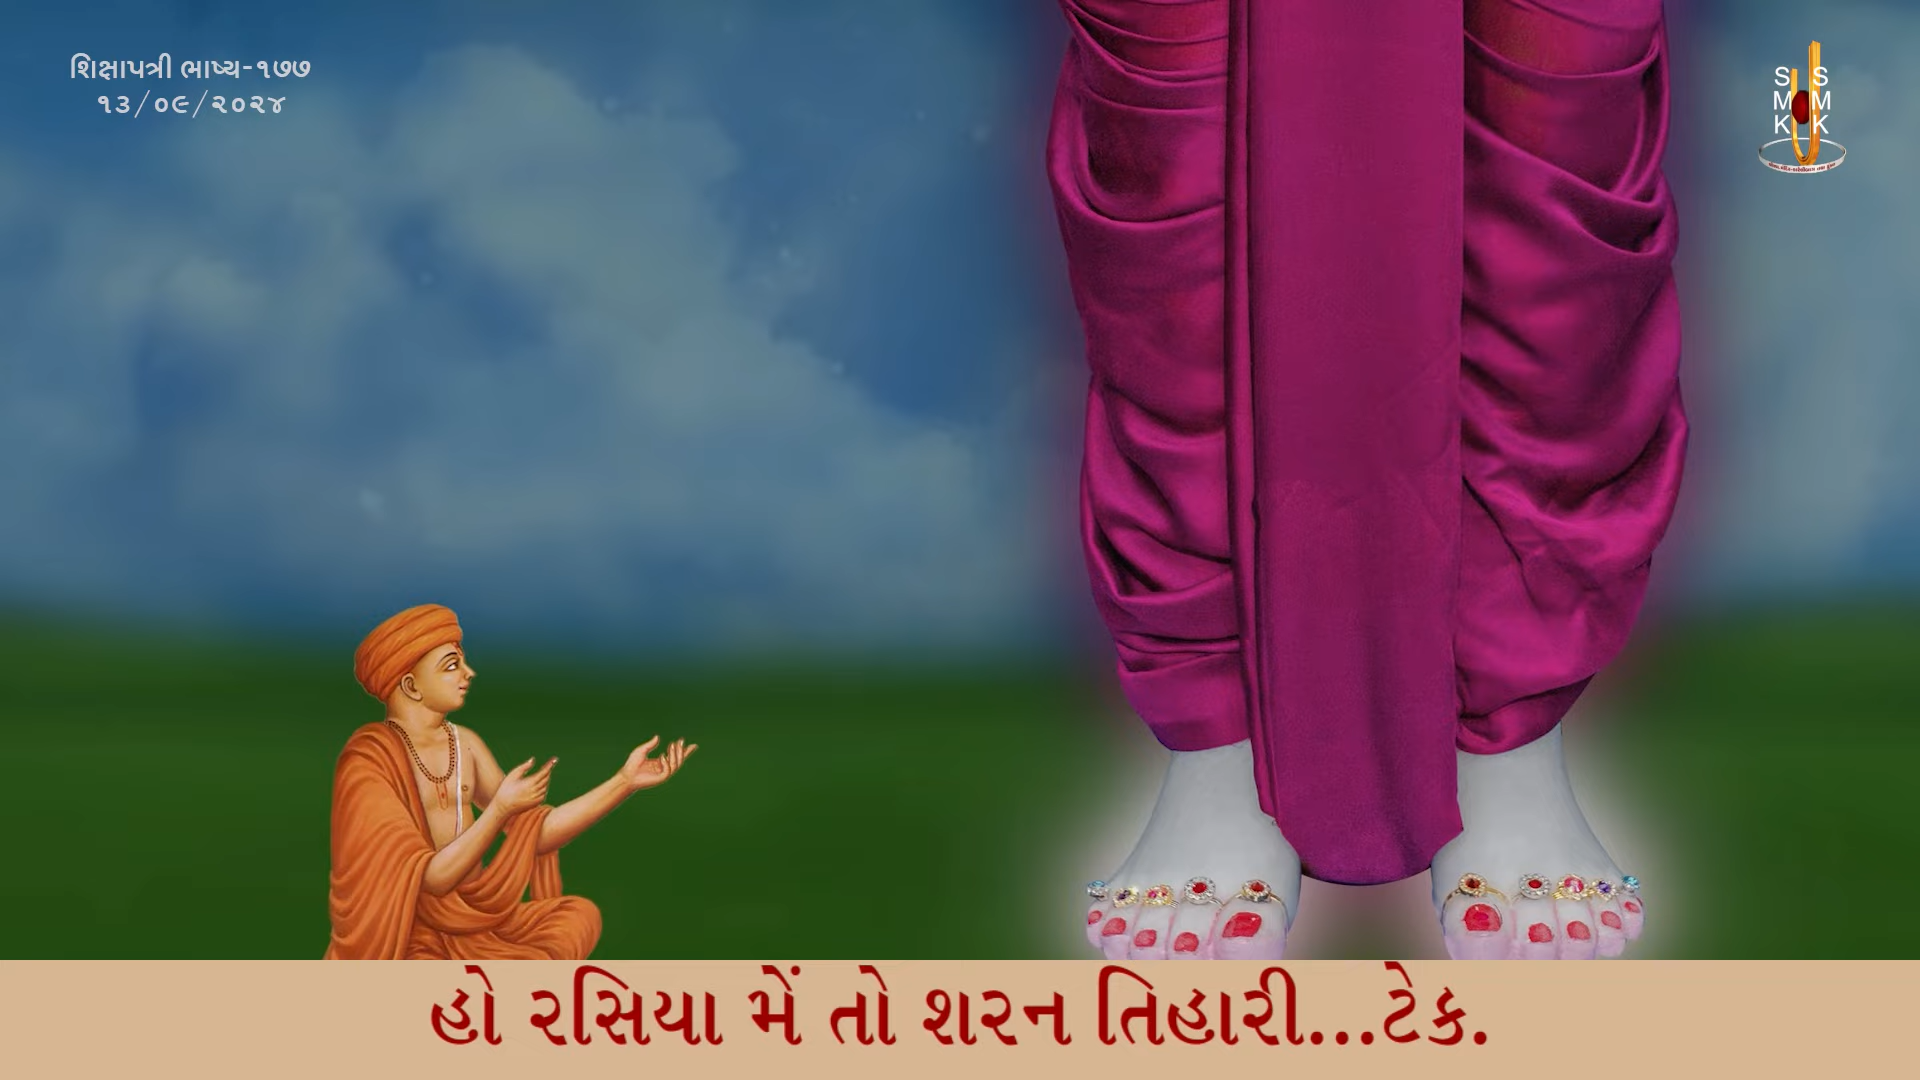 શિક્ષાપત્રી ભાષ્ય-૧૭૭
૧૩/૦૯/૨૦૨૪
S S
M M
K K
હો રસિયા મેં તો શરન તિહારી...ટેક.